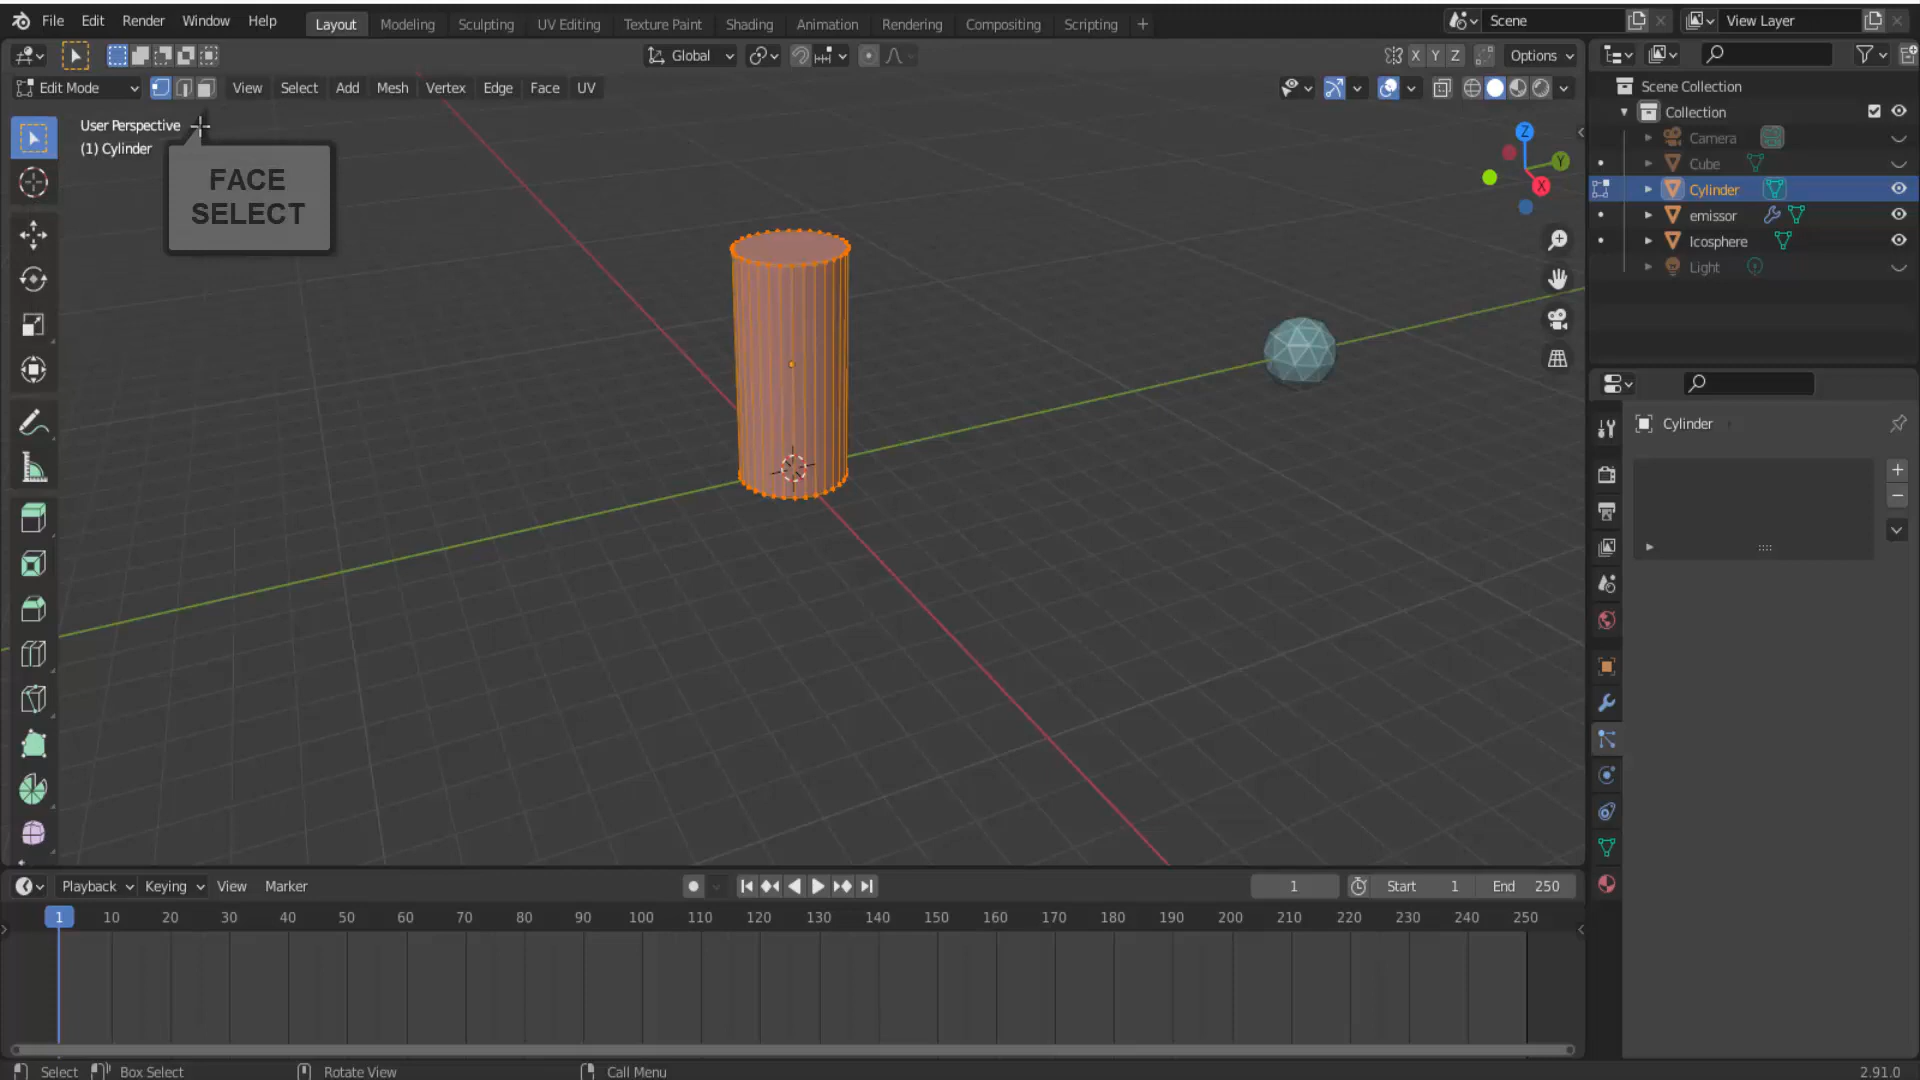 File Edit Render Window Help Layout Modeling Sculpting UV Editing Texture Paint Shading Animation Rendering Compositing Scripting + Scene View Layer
Global X Y Z Options
Edit Mode View Select Add Mesh Vertex Edge Face UV
User Perspective
(1) Cylinder
FACE
SELECT
Z
Y
X
Scene Collection
Collection
Camera
Cube
Cylinder
emissor
Icosphere
Light
Cylinder
Playback Keying View Marker 1 Start 1 End 250
1 10 20 30 40 50 60 70 80 90 100 110 120 130 140 150 160 170 180 190 200 210 220 230 240 250
Select Box Select Rotate View Call Menu 2.91.0